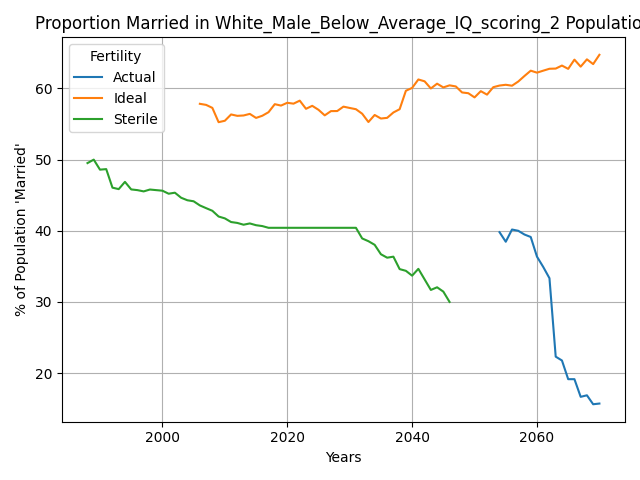 Proportion Married in White_Male_Below_Average_IQ_scoring_2 Populatio
Fertility
Actual
Ideal
Sterile
% of Population 'Married'
60
50
40
30
20
2000
2020
2040
2060
Years